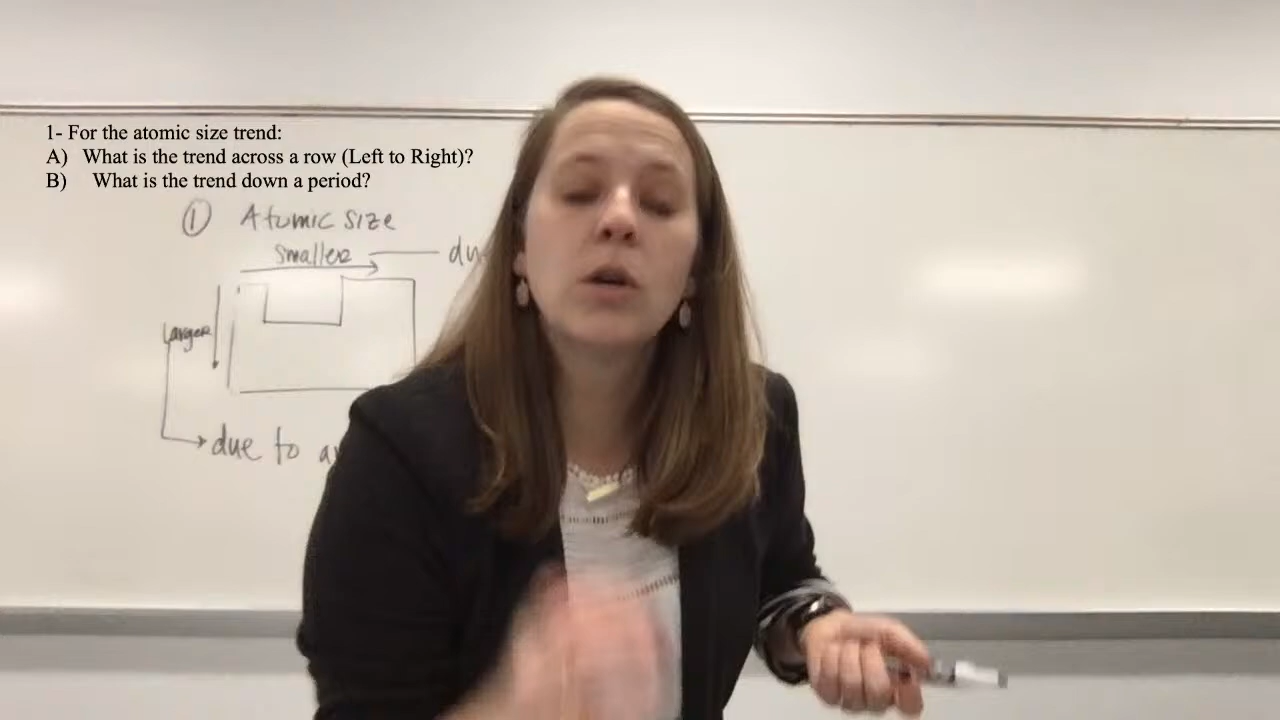 1- For the atomic size trend:
A) What is the trend across a row (Left to Right)?
B) What is the trend down a period?
① Atomic size
smaller
larger
due to